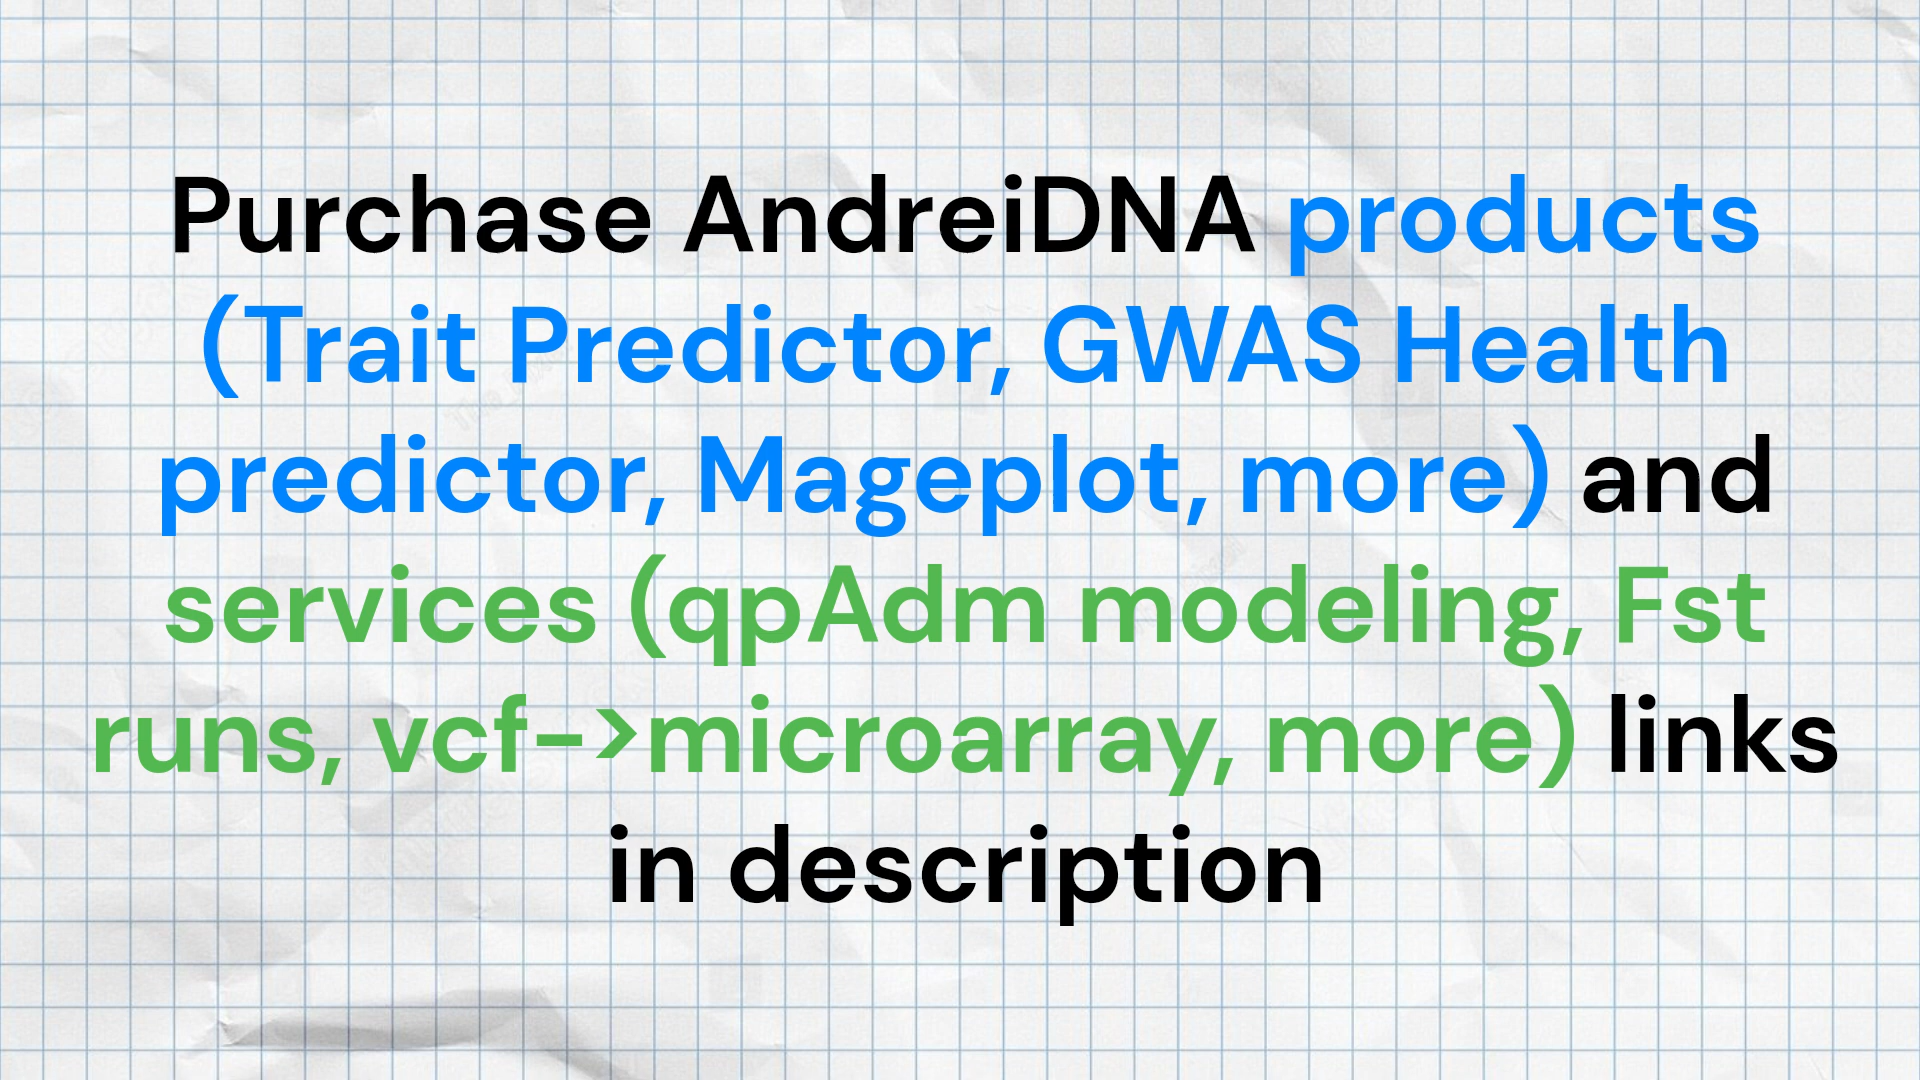 Purchase AndreiDNA products
(Trait Predictor, GWAS Health
predictor, Mageplot, more) and
services (qpAdm modeling, Fst
runs, vcf->microarray, more) links
in description